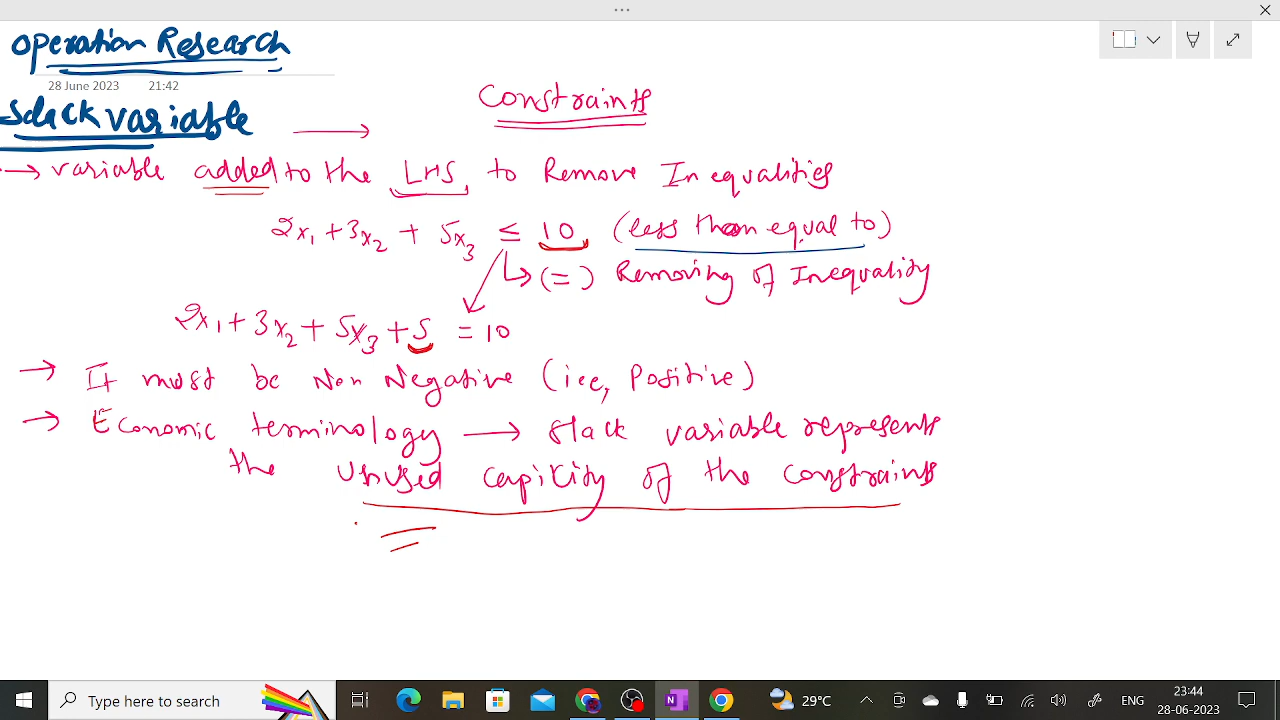 Operation Research
28 June 2023 21:42
Slack variable →
Constraints
→ variable added to the LHS to Remove Inequalities
2x₁ + 3x₂ + 5x₃ ≤ 10 (less than equal to)
↳ (=) Removing of Inequality
2x₁ + 3x₂ + 5x₃ + S = 10
→ It must be Non Negative (iee, Positive)
→ Economic terminology → Slack variable represents
the Unused capicity of the constraints
Type here to search
29°C
ENG
23:44
28-06-2023